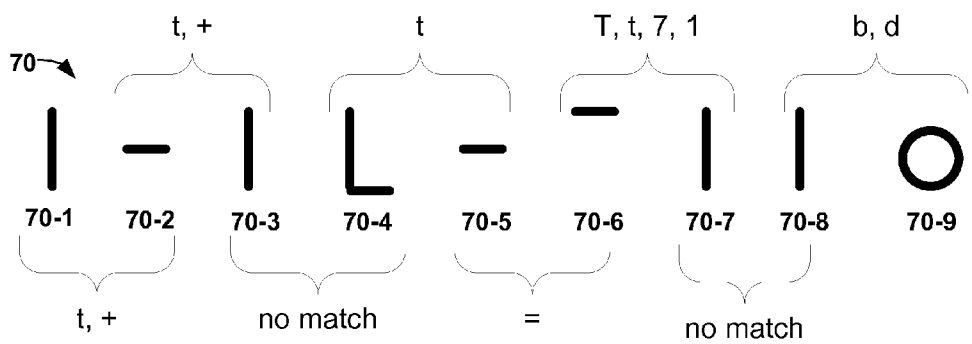 t, + t T, t, 7, 1 b, d
70
70-1 70-2 70-3 70-4 70-5 70-6 70-7 70-8 70-9
t, + no match = no match